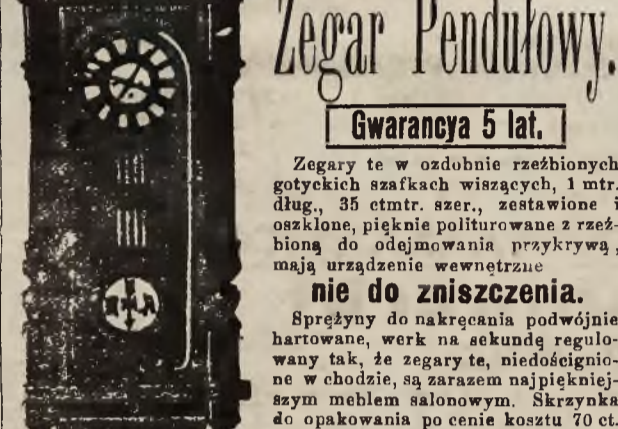 Zegar Pendułowy.
Gwarancya 5 lat.
Zegary te w ozdobnie rzeźbionych
gotyckich szafkach wiszących, 1 mtr.
dług., 35 ctmtr. szer., zestawione i
oszklone, pięknie politurowane z rzeź-
bioną do odejmowania przykrywą,
mają urządzenie wewnętrzne
nie do zniszczenia.
Sprężyny do nakręcania podwójnie
hartowane, werk na sekundę regulo-
wany tak, że zegary te, niedościgнio-
ne w chodzie, są zarazem najpiękniej-
szym meblem salonowym. Skrzynka
do opakowania po cenie kosztu 70 ct.